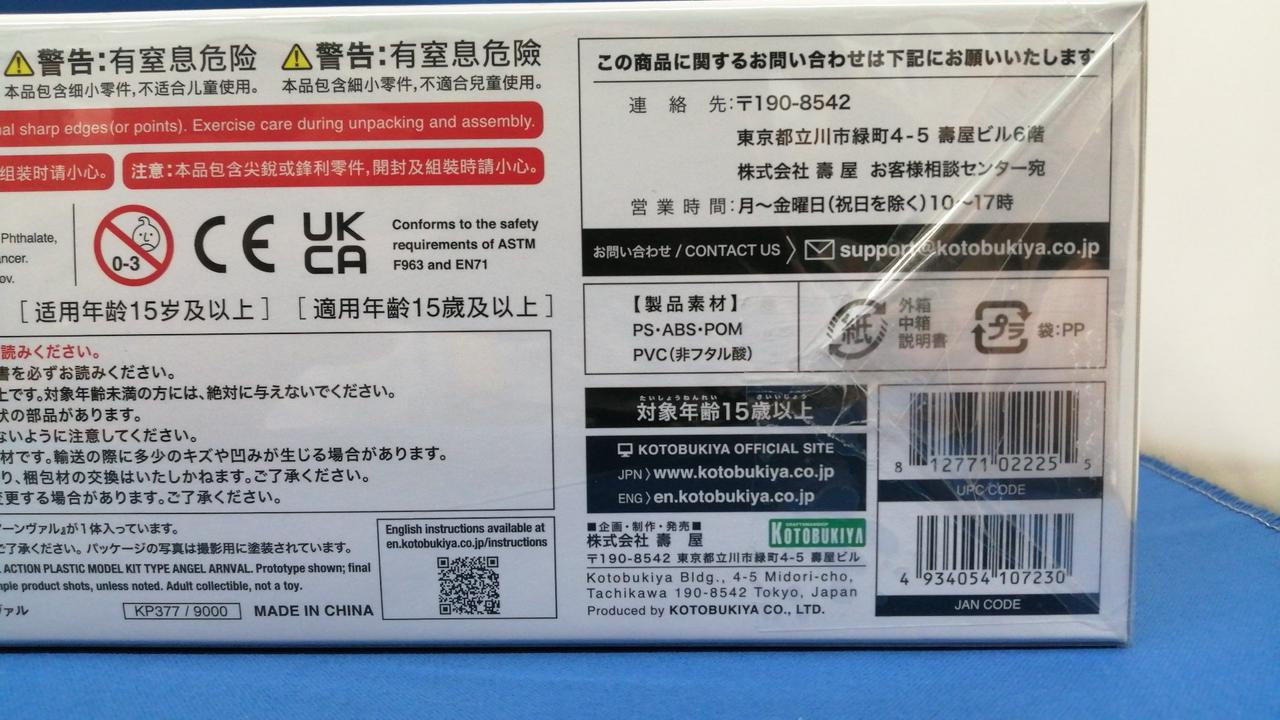 警告:有窒息危险
本品包含细小零件,不适合儿童使用。
警告:有窒息危險
本品包含細小零件,不適合兒童使用。
al sharp edges(or points). Exercise care during unpacking and assembly.
组装时请小心。
注意:本品包含尖銳或鋒利零件,開封及組裝時請小心。
Phthalate,
ncer.
ov.
0-3
CE
UK
CA
Conforms to the safety
requirements of ASTM
F963 and EN71
[适用年龄15岁及以上]
[適用年齡15歲及以上]
読みください。
書を必ずお読みください。
上です。対象年齢未満の方には、絶対に与えないでください。
状の部品があります。
ないように注意してください。
材です。輸送の際に多少のキズや凹みが生じる場合があります。
り、梱包材の交換はいたしかねます。ご了承ください。
変更する場合があります。ご了承ください。
ーンヴァル』が1体入っています。
ご了承ください。パッケージの写真は撮影用に塗装されています。
ACTION PLASTIC MODEL KIT TYPE ANGEL ARNVAL. Prototype shown; final
mple product shots, unless noted. Adult collectible, not a toy.
ヴァル
KP377 / 9000
MADE IN CHINA
English instructions available at
en.kotobukiya.co.jp/instructions
この商品に関するお問い合わせは下記にお願いいたします
連絡先:〒190-8542
東京都立川市緑町4-5 壽屋ビル6階
株式会社 壽屋 お客様相談センター宛
営業時間:月〜金曜日(祝日を除く)10〜17時
お問い合わせ / CONTACT US 〉 support@kotobukiya.co.jp
【製品素材】
PS・ABS・POM
PVC(非フタル酸)
紙
外箱
中箱
説明書
プラ
袋:PP
たいしょうねんれい さいいじょう
対象年齢15歳以上
KOTOBUKIYA OFFICIAL SITE
JPN 〉www.kotobukiya.co.jp
ENG 〉en.kotobukiya.co.jp
■企画・制作・発売■
株式会社 壽 屋
CRAFTSMANSHIP
KOTOBUKIYA
〒190-8542 東京都立川市緑町4-5 壽屋ビル
Kotobukiya Bldg., 4-5 Midori-cho,
Tachikawa 190-8542 Tokyo, Japan
Produced by KOTOBUKIYA CO., LTD.
8 12771 02225 5
UPC CODE
4 934054 107230
JAN CODE